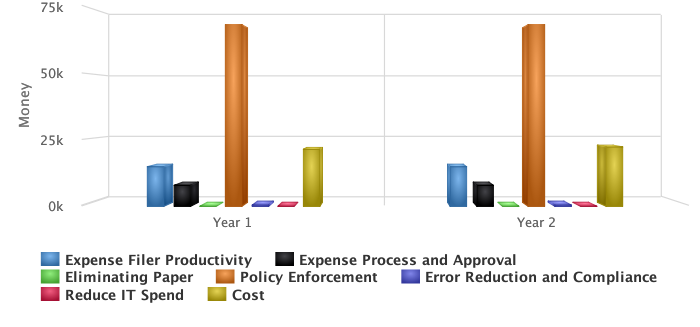 75k
50k
25k
0k
Money
Year 1
Year 2
Expense Filer Productivity
Expense Process and Approval
Eliminating Paper
Policy Enforcement
Error Reduction and Compliance
Reduce IT Spend
Cost